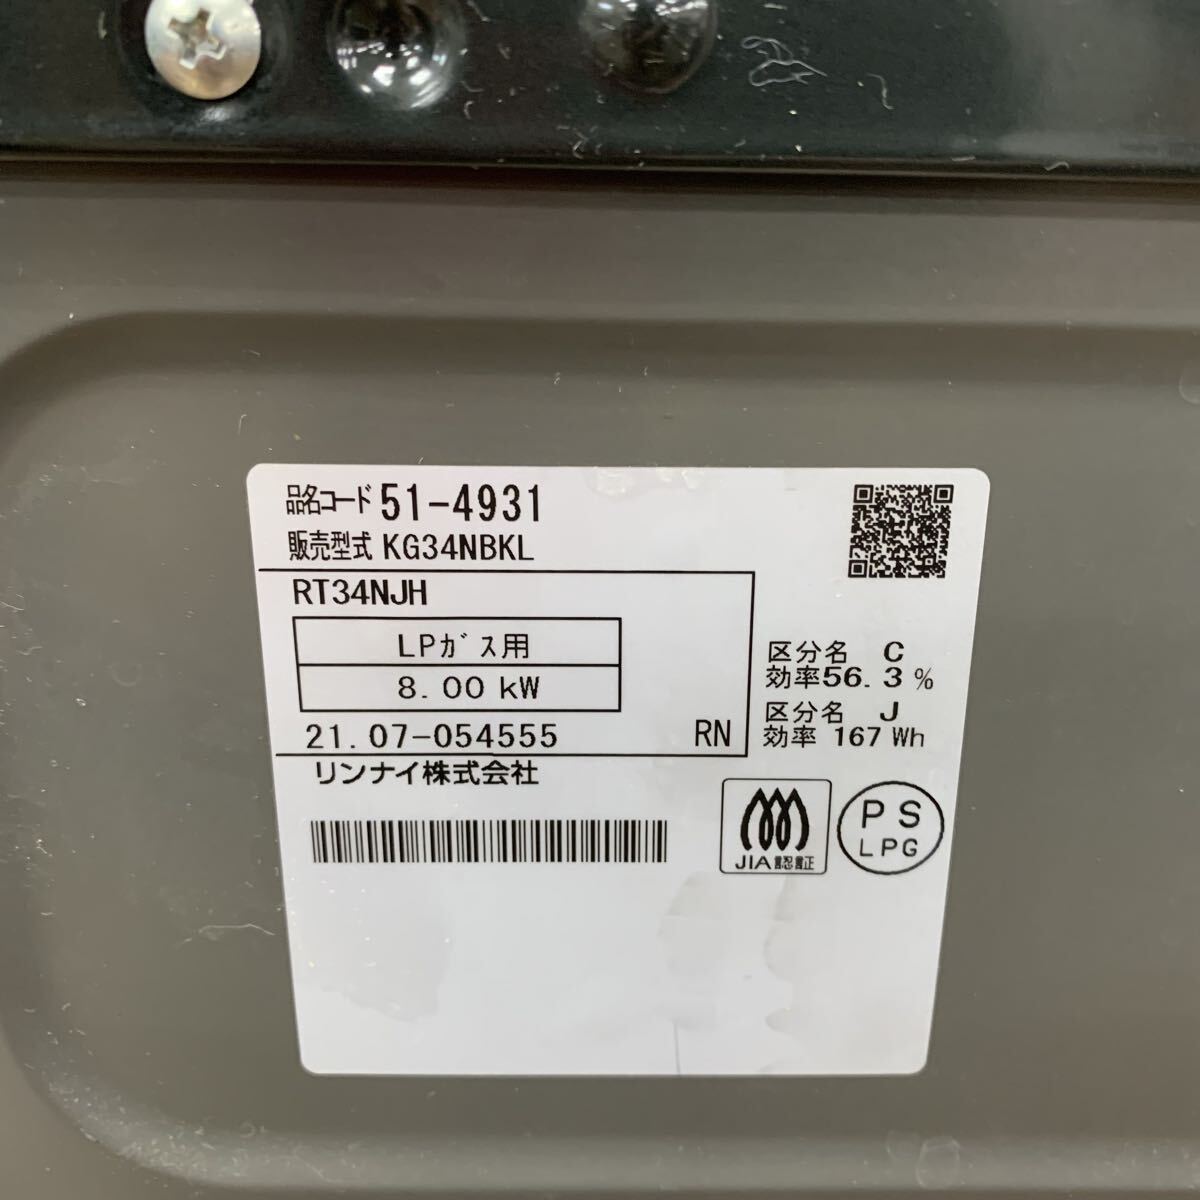 品名コード 51-4931
販売型式 KG34NBKL
RT34NJH
LPガス用
8.00 kW
21.07-054555 RN
リンナイ株式会社
区分名 C
効率56.3 %
区分名 J
効率 167 Wh
JIA認証
PS
LPG